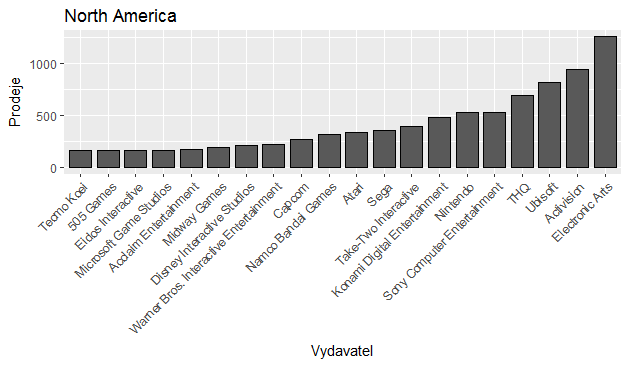 North America
Prodeje
1000
500
0
Tecmo Koei
505 Games
Eidos Interactive
Microsoft Game Studios
Acclaim Entertainment
Midway Games
Disney Interactive Studios
Warner Bros. Interactive Entertainment
Capcom
Namco Bandai Games
Atari
Sega
Take-Two Interactive
Konami Digital Entertainment
Nintendo
Sony Computer Entertainment
THQ
Ubisoft
Activision
Electronic Arts
Vydavatel